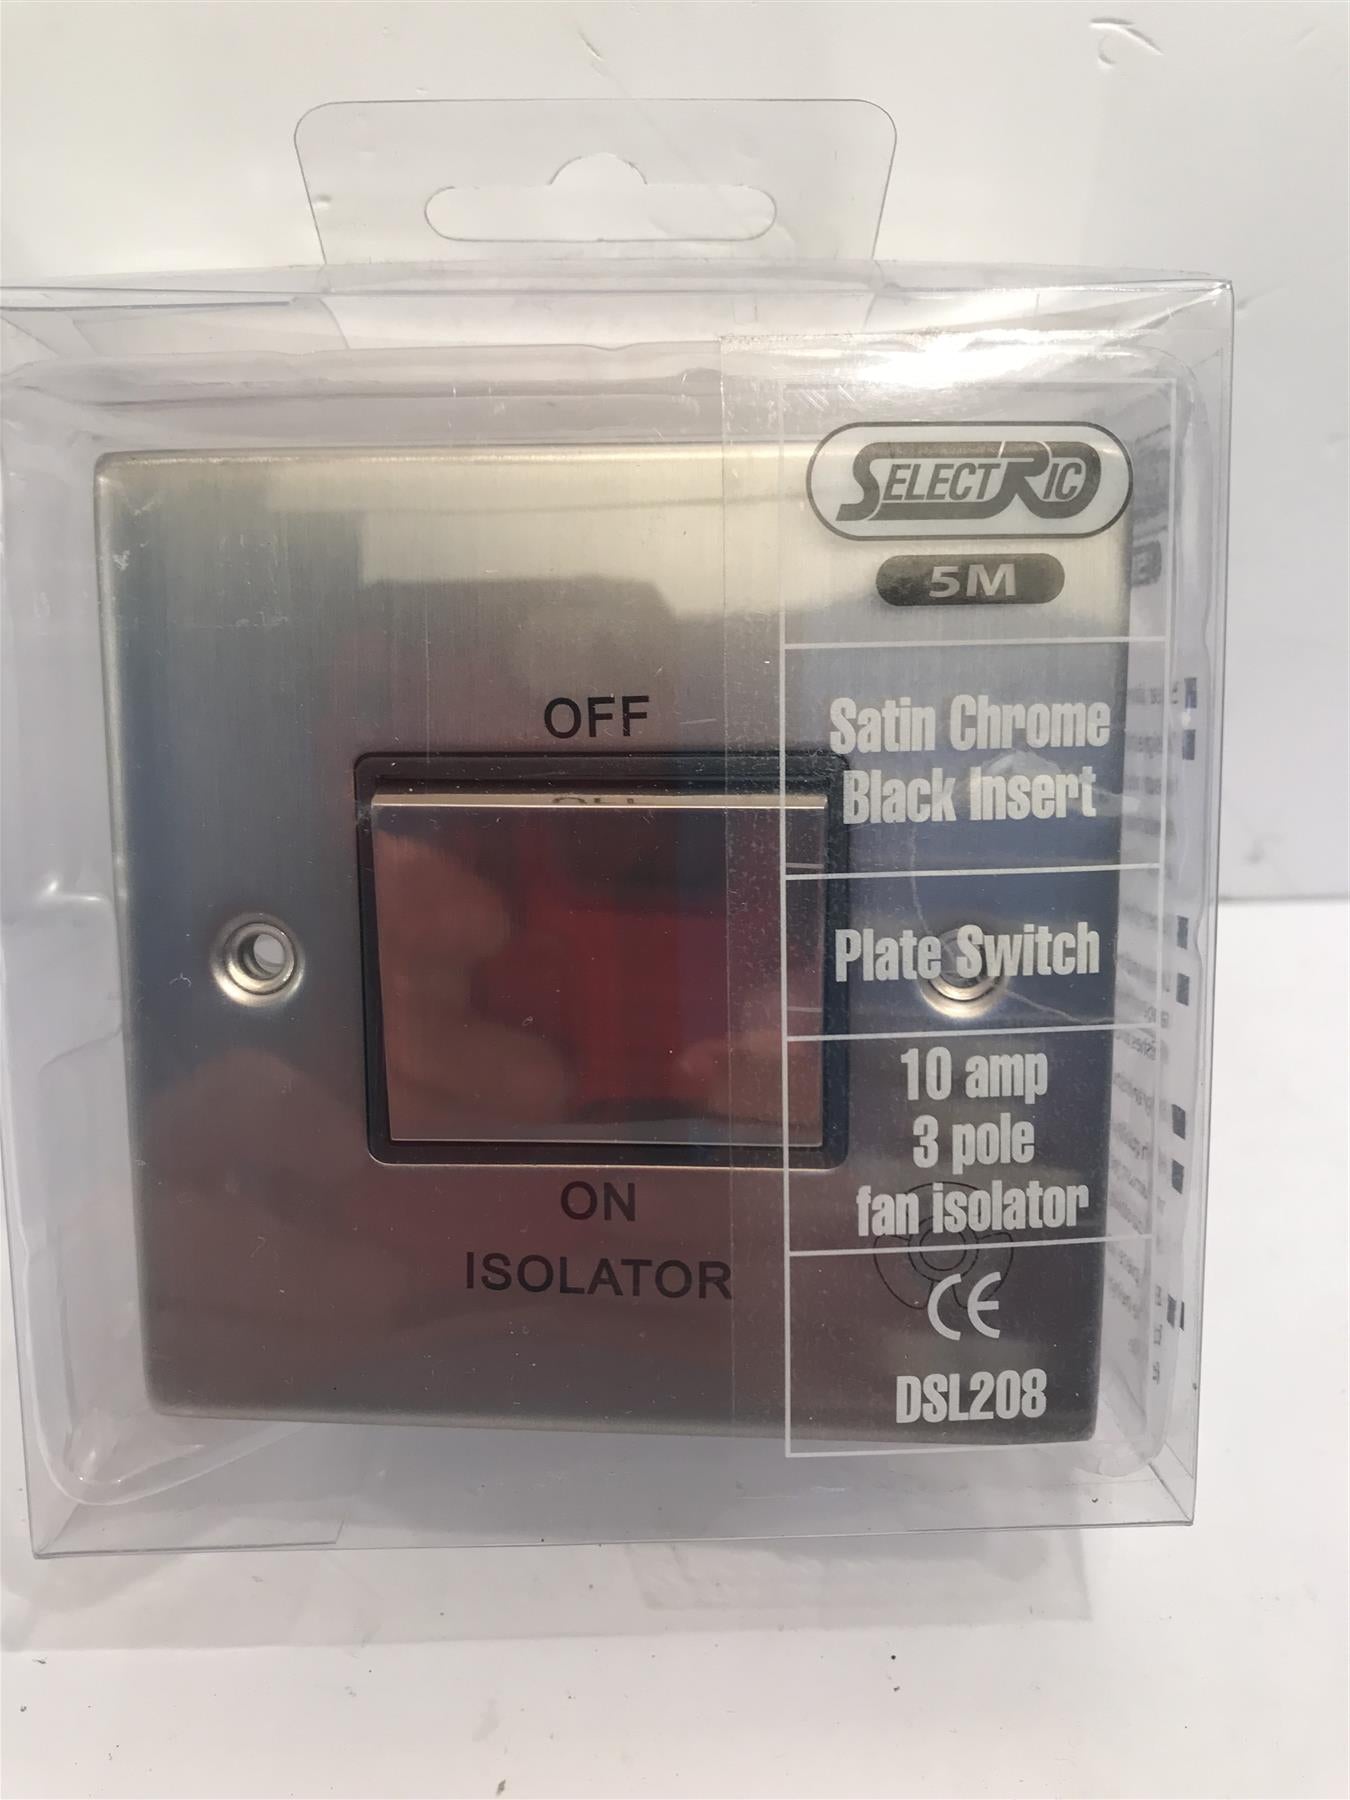 SELECTRIC
5M
Satin Chrome
Black Insert
Plate Switch
10 amp
3 pole
fan isolator
CE
DSL208
OFF
ON
ISOLATOR